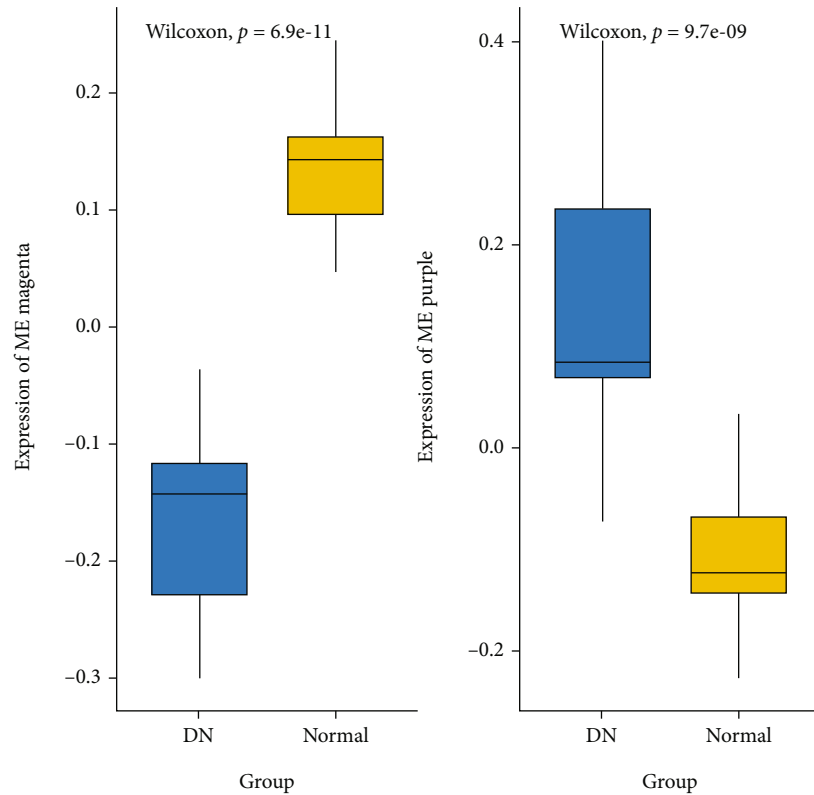 Wilcoxon, p = 6.9e-11
Expression of ME magenta
0.2
0.1
0.0
−0.1
−0.2
−0.3
DN
Normal
Group
Wilcoxon, p = 9.7e-09
Expression of ME purple
0.4
0.2
0.0
−0.2
DN
Normal
Group